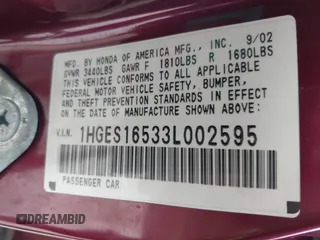 MFD. BY HONDA OF AMERICA MFG., INC. 9/02
GVWR 3440LBS GAWR F 1810LBS R 1680LBS
THIS VEHICLE CONFORMS TO ALL APPLICABLE
FEDERAL MOTOR VEHICLE SAFETY, BUMPER,
AND THEFT PREVENTION STANDARDS IN EFFECT
ON THE DATE OF MANUFACTURE SHOWN ABOVE.
V.I.N. 1HGES16533L002595
PASSENGER CAR
DREAMBID